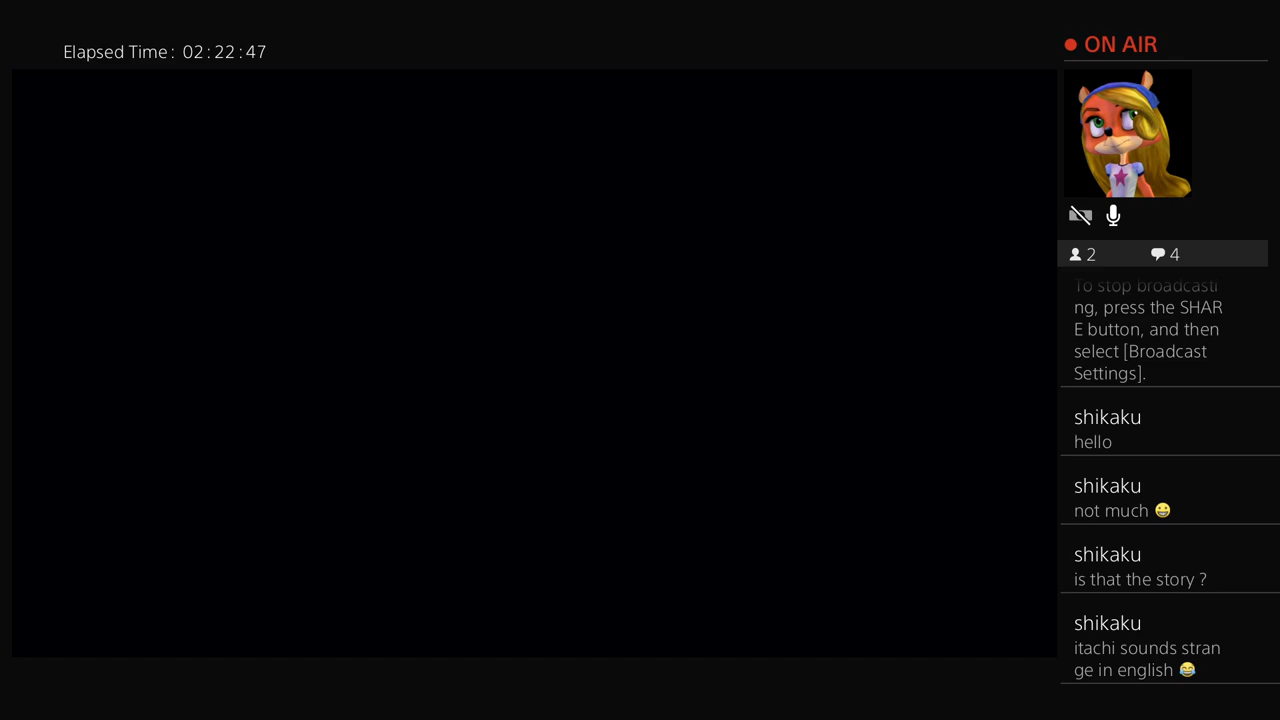 Elapsed Time: 02:22:47
ON AIR
2 4
To stop broadcasti
ng, press the SHAR
E button, and then
select [Broadcast
Settings].
shikaku
hello
shikaku
not much 😀
shikaku
is that the story ?
shikaku
itachi sounds stran
ge in english 😂